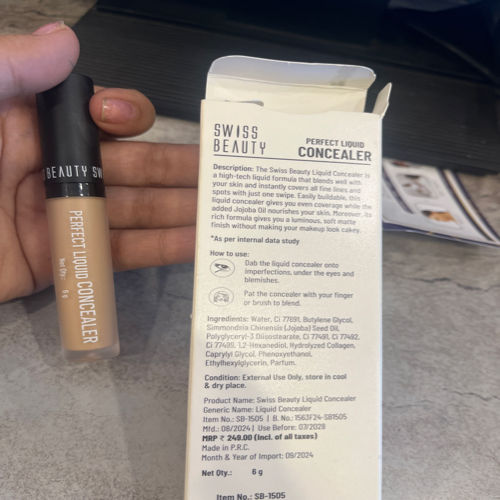 BEAUTY SW
PERFECT LIQUID CONCEALER
Net Qty.: 6 g
SWISS
BEAUTY
PERFECT LIQUID
CONCEALER
Description: The Swiss Beauty Liquid Concealer is
a high-tech liquid formula that blends well with
your skin and instantly covers all fine lines and
spots with just one swipe. Easily buildable, this
liquid concealer gives you even coverage while the
added Jojoba Oil nourishes your skin. Moreover, its
rich formula gives you a luminous, soft matte
finish without making your makeup look cakey.
*As per internal data study
How to use:
Dab the liquid concealer onto
imperfections, under the eyes and
blemishes.
Pat the concealer with your finger
or brush to blend.
Ingredients: Water, Ci 77891, Butylene Glycol,
Simmondsia Chinensis (Jojoba) Seed Oil,
Polyglyceryl-3 Diisostearate, Ci 77491, Ci 77492,
Ci 77499, 1,2-Hexanediol, Hydrolyzed Collagen,
Caprylyl Glycol, Phenoxyethanol,
Ethylhexylglycerin, Parfum.
Condition: External Use Only, store in cool
& dry place.
Product Name: Swiss Beauty Liquid Concealer
Generic Name: Liquid Concealer
Item No.: SB-1505 | B. No.: 1563F24-SB1505
Mfd.: 08/2024 | Use Before: 07/2028
MRP ₹ 249.00 (Incl. of all taxes)
Made in P.R.C.
Month & Year of Import: 09/2024
Net Qty.: 6 g
Item No.: SB-1505